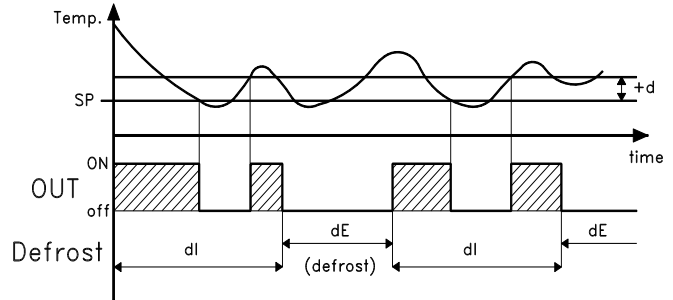 Temp.
+d
SP
time
ON
OUT
off
dE
dE
Defrost
dI
(defrost)
dI